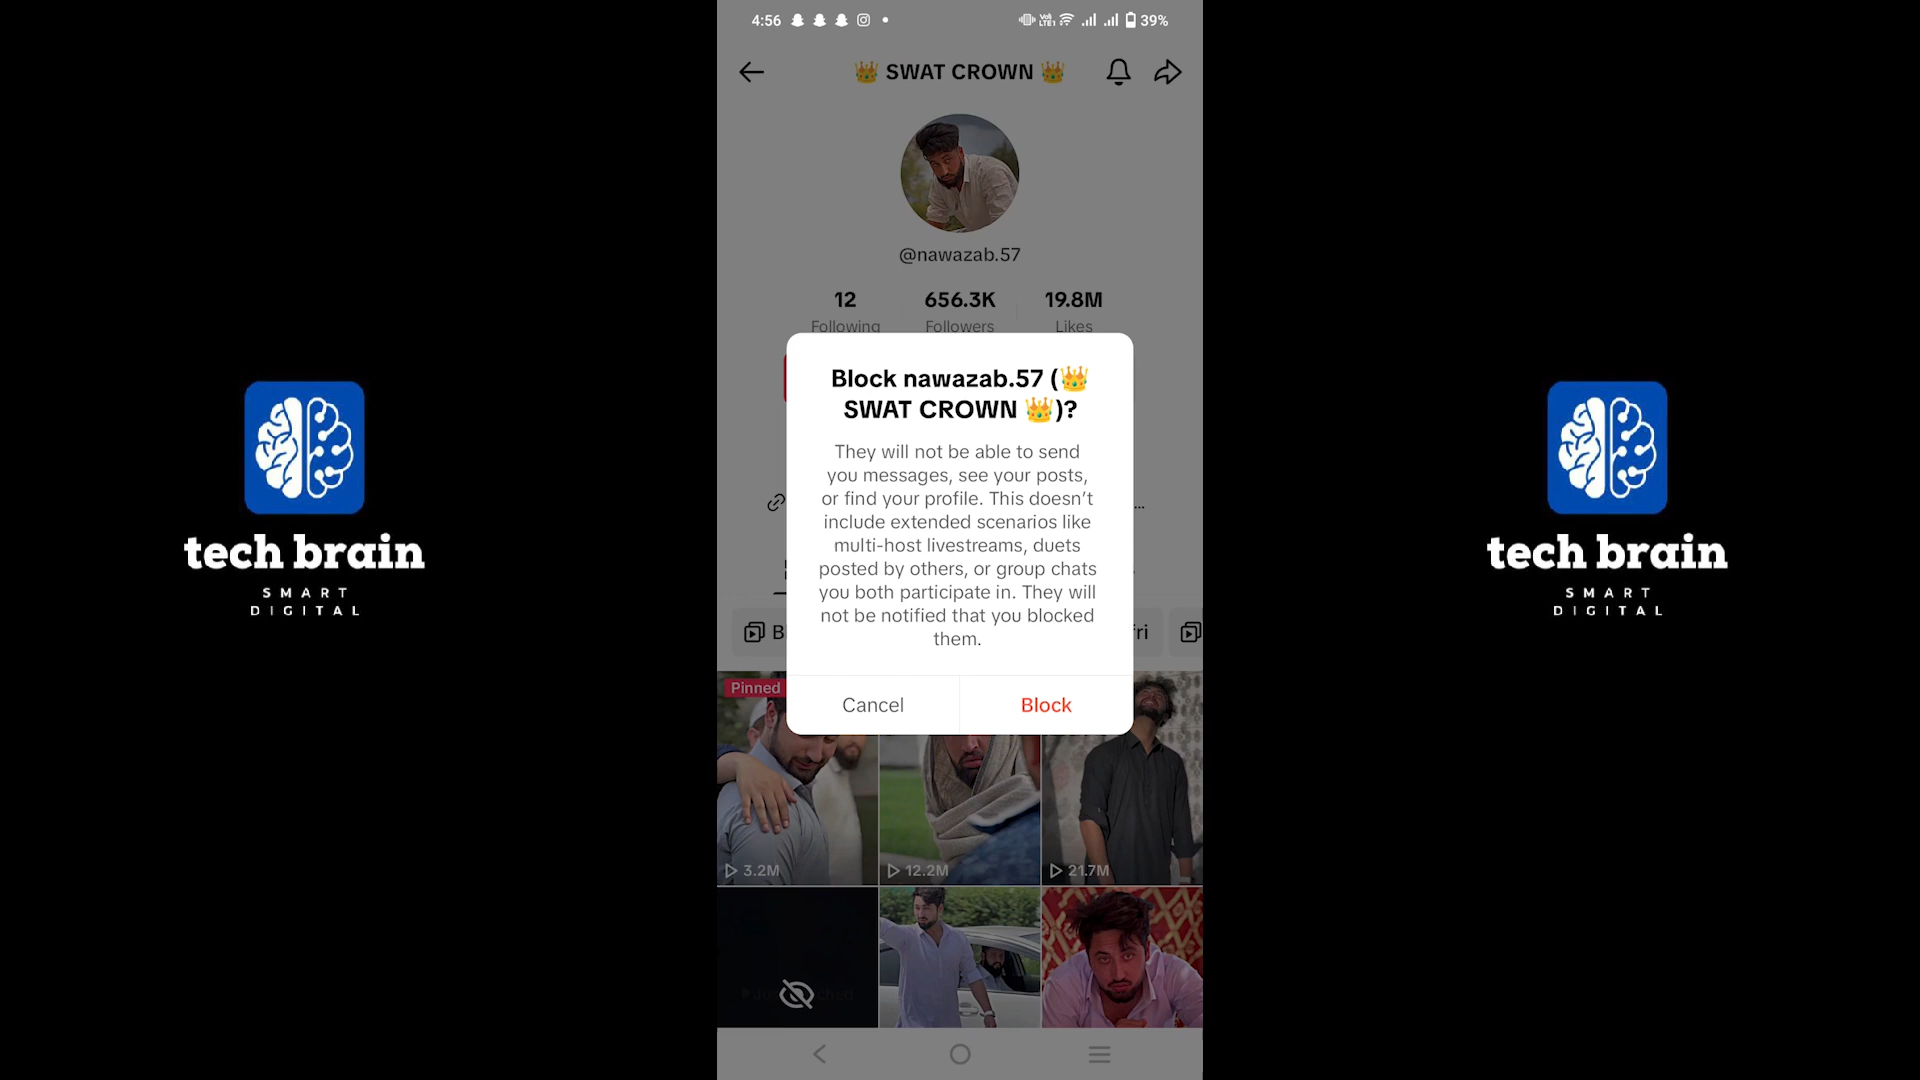 4:56
VoLTE1
39%
👑 SWAT CROWN 👑
@nawazab.57
12 656.3K 19.8M
Following Followers Likes
Block nawazab.57 (👑
SWAT CROWN 👑)?
They will not be able to send
you messages, see your posts,
or find your profile. This doesn’t
include extended scenarios like
multi-host livestreams, duets
posted by others, or group chats
you both participate in. They will
not be notified that you blocked
them.
Cancel Block
...
B
fri
Pinned
3.2M 12.2M 21.7M
tech brain
SMART
DIGITAL
tech brain
SMART
DIGITAL